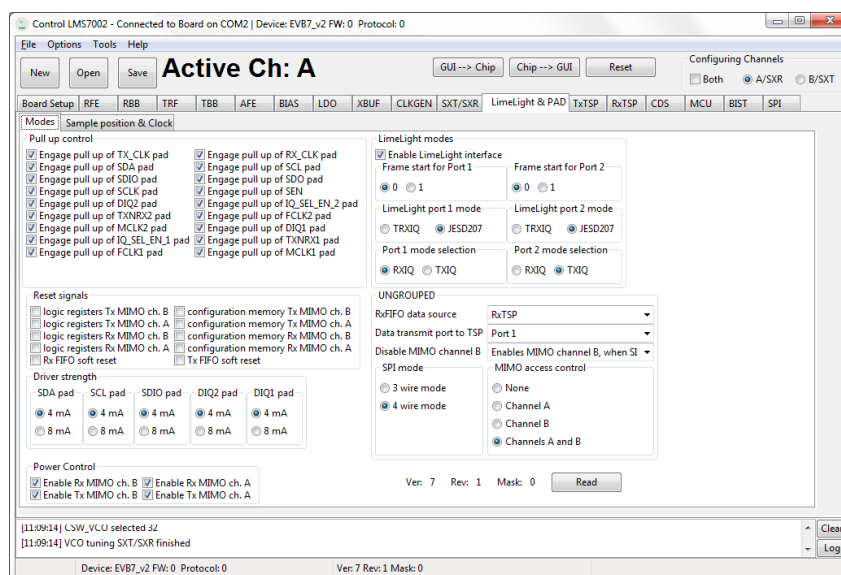 Control LMS7002 - Connected to Board on COM2 | Device: EVB7_v2 FW: 0 Protocol: 0
File Options Tools Help
New Open Save Active Ch: A GUI --> Chip Chip --> GUI Reset
Configuring Channels
Both A/SXR B/SXT
Board Setup RFE RBB TRF TBB AFE BIAS LDO XBUF CLKGEN SXT/SXR LimeLight & PAD TxTSP RxTSP CDS MCU BIST SPI
Modes Sample position & Clock
Pull up control
Engage pull up of TX_CLK pad Engage pull up of RX_CLK pad
Engage pull up of SDA pad Engage pull up of SCL pad
Engage pull up of SDIO pad Engage pull up of SDO pad
Engage pull up of SCLK pad Engage pull up of SEN
Engage pull up of DIQ2 pad Engage pull up of IQ_SEL_EN_2 pad
Engage pull up of TXNRX2 pad Engage pull up of FCLK2 pad
Engage pull up of MCLK2 pad Engage pull up of DIQ1 pad
Engage pull up of IQ_SEL_EN_1 pad Engage pull up of TXNRX1 pad
Engage pull up of FCLK1 pad Engage pull up of MCLK1 pad
LimeLight modes
Enable LimeLight interface
Frame start for Port 1 Frame start for Port 2
0 1 0 1
LimeLight port 1 mode LimeLight port 2 mode
TRXIQ JESD207 TRXIQ JESD207
Port 1 mode selection Port 2 mode selection
RXIQ TXIQ RXIQ TXIQ
Reset signals
logic registers Tx MIMO ch. B configuration memory Tx MIMO ch. B
logic registers Tx MIMO ch. A configuration memory Tx MIMO ch. A
logic registers Rx MIMO ch. B configuration memory Rx MIMO ch. B
logic registers Rx MIMO ch. A configuration memory Rx MIMO ch. A
Rx FIFO soft reset Tx FIFO soft reset
UNGROUPED
RxFIFO data source RxTSP
Data transmit port to TSP Port 1
Disable MIMO channel B Enables MIMO channel B, when SI
SPI mode MIMO access control
3 wire mode None
4 wire mode Channel A
Channel B
Channels A and B
Driver strength
SDA pad SCL pad SDIO pad DIQ2 pad DIQ1 pad
4 mA 4 mA 4 mA 4 mA 4 mA
8 mA 8 mA 8 mA 8 mA 8 mA
Power Control
Enable Rx MIMO ch. B Enable Rx MIMO ch. A
Enable Tx MIMO ch. B Enable Tx MIMO ch. A
Ver: 7 Rev: 1 Mask: 0 Read
[11:09:14] CSW_VCO selected 32
[11:09:14] VCO tuning SXT/SXR finished
Clear
Log
Device: EVB7_v2 FW: 0 Protocol: 0 Ver: 7 Rev: 1 Mask: 0